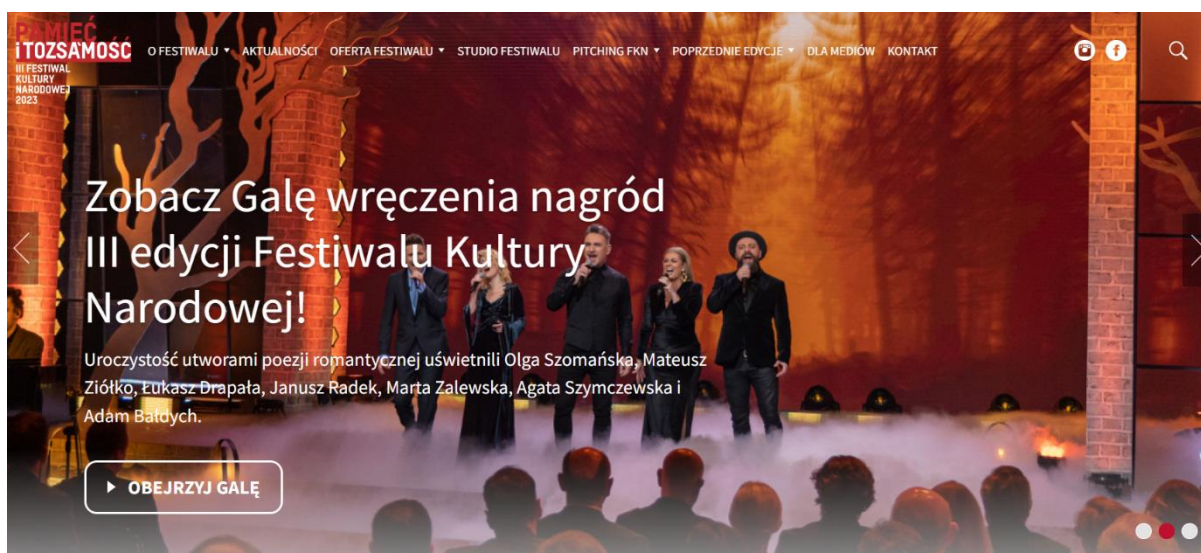 PAMIĘĆ
i TOŻSAMOŚĆ
III FESTIWAL
KULTURY
NARODOWEJ
2023
O FESTIWALU AKTUALNOŚCI OFERTA FESTIWALU STUDIO FESTIWALU PITCHING FKN POPRZEDNIE EDYCJE DLA MEDIÓW KONTAKT
Zobacz Galę wręczenia nagród
III edycji Festiwalu Kultury
Narodowej!
Uroczystość utworami poezji romantycznej uświetnili Olga Szomańska, Mateusz
Ziółko, Łukasz Drapała, Janusz Radek, Marta Zalewska, Agata Szymczewska i
Adam Bałdych.
OBEJRZYJ GALĘ